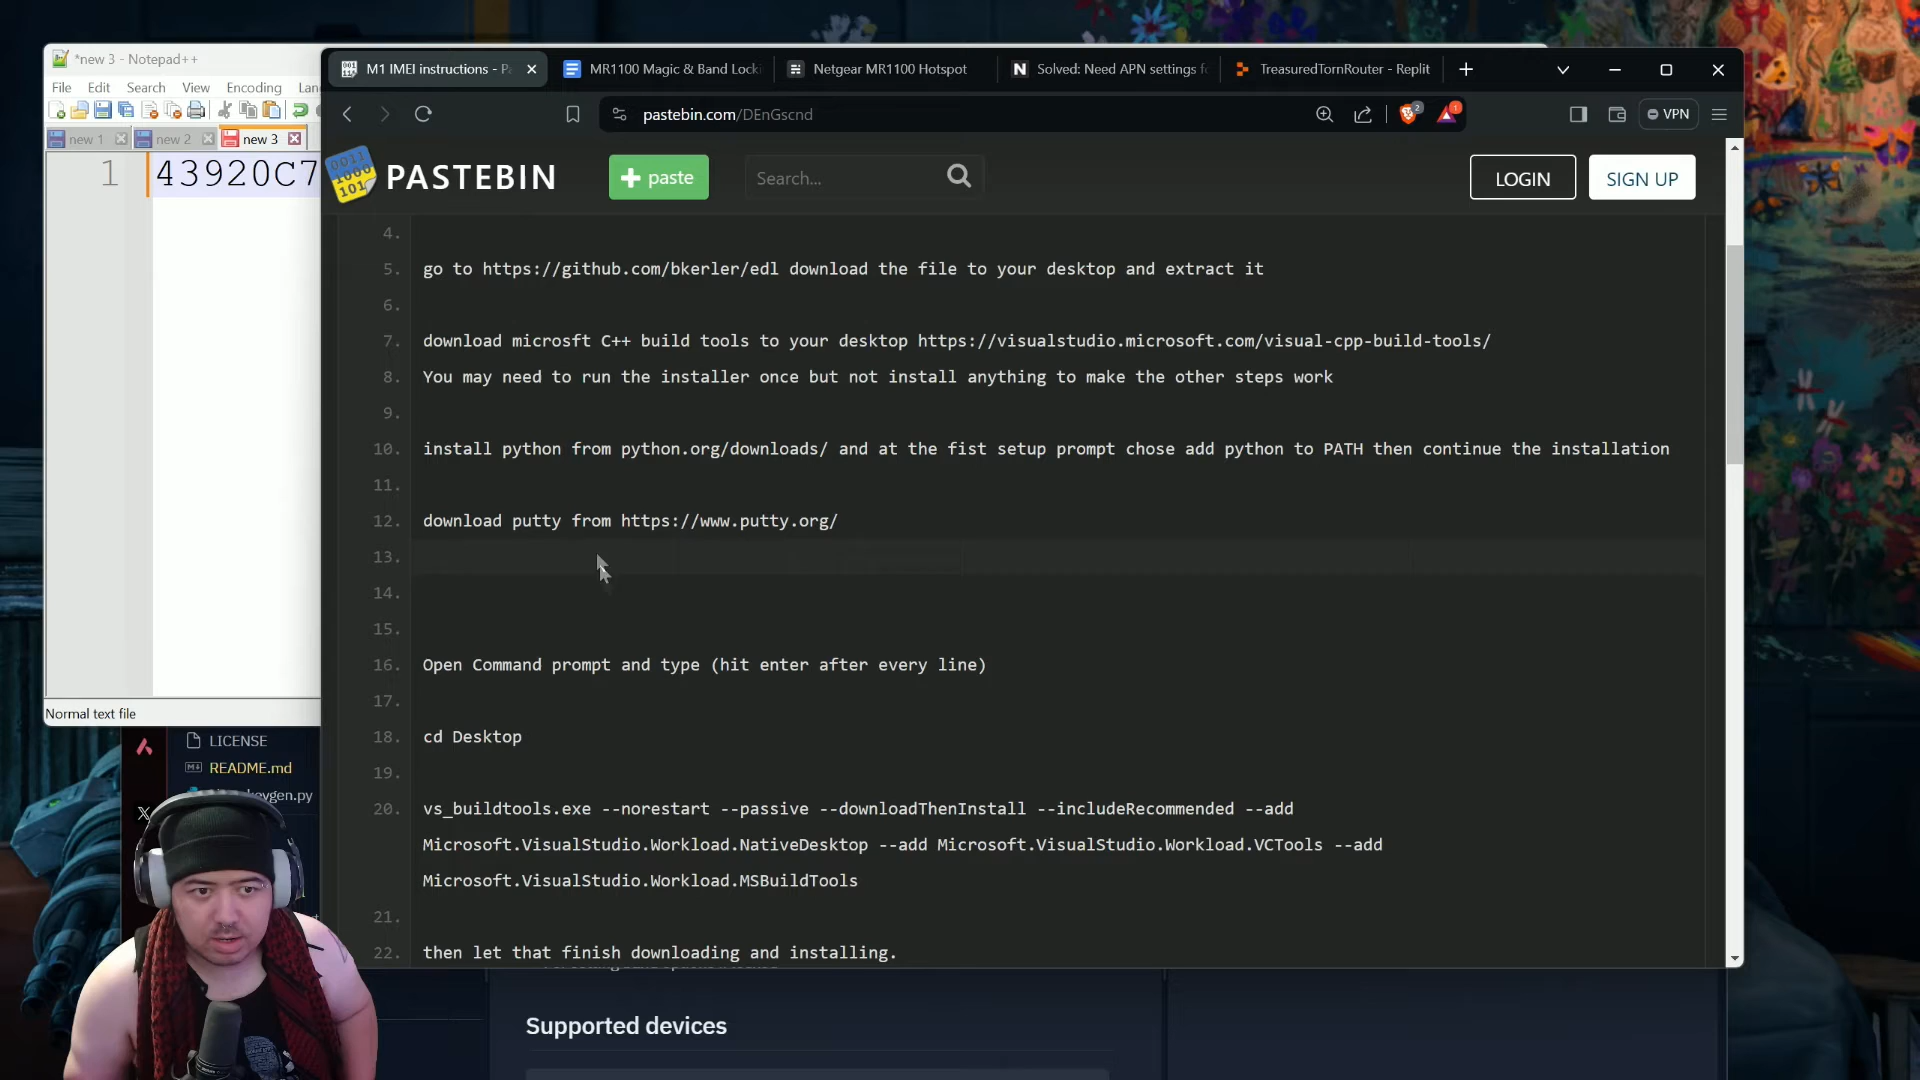 *new 3 - Notepad++
File Edit Search View Encoding Lan
new 1 new 2 new 3
1 43920C7
Normal text file
LICENSE
README.md
keygen.py
M1 IMEI instructions - P
MR1100 Magic & Band Locki
Netgear MR1100 Hotspot
Solved: Need APN settings f
TreasuredTornRouter - Replit
pastebin.com/DEnGscnd
2
1
VPN
PASTEBIN
paste
Search...
LOGIN
SIGN UP
4.
5. go to https://github.com/bkerler/edl download the file to your desktop and extract it
6.
7. download microsft C++ build tools to your desktop https://visualstudio.microsoft.com/visual-cpp-build-tools/
8. You may need to run the installer once but not install anything to make the other steps work
9.
10. install python from python.org/downloads/ and at the fist setup prompt chose add python to PATH then continue the installation
11.
12. download putty from https://www.putty.org/
13.
14.
15.
16. Open Command prompt and type (hit enter after every line)
17.
18. cd Desktop
19.
20. vs_buildtools.exe --norestart --passive --downloadThenInstall --includeRecommended --add
Microsoft.VisualStudio.Workload.NativeDesktop --add Microsoft.VisualStudio.Workload.VCTools --add
Microsoft.VisualStudio.Workload.MSBuildTools
21.
22. then let that finish downloading and installing.
Supported devices